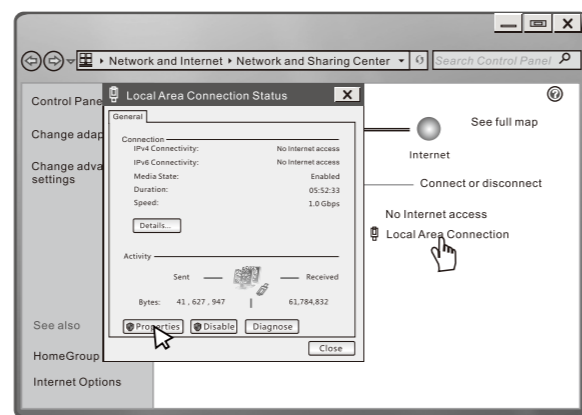 Network and Internet Network and Sharing Center Search Control Panel
Control Pane
Change adap
Change adva
settings
See also
HomeGroup
Internet Options
Local Area Connection Status
General
Connection
IPv4 Connectivity: No Internet access
IPv6 Connectivity: No Internet access
Media State: Enabled
Duration: 05:52:33
Speed: 1.0 Gbps
Details...
Activity
Sent Received
Bytes: 41,627,947 61,784,832
Properties Disable Diagnose
Close
See full map
Internet
Connect or disconnect
No Internet access
Local Area Connection